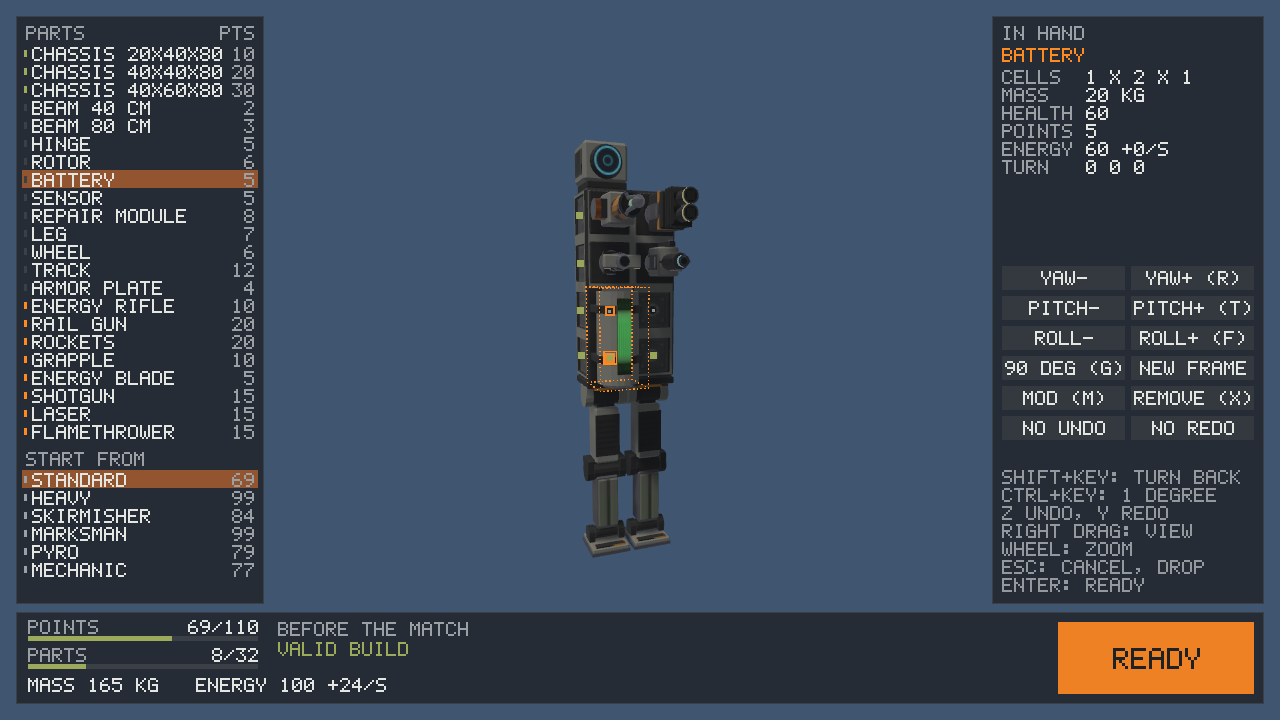 PARTS PTS
CHASSIS 20X40X80 10
CHASSIS 40X40X80 20
CHASSIS 40X60X80 30
BEAM 40 CM 2
BEAM 80 CM 3
HINGE 5
ROTOR 6
BATTERY 5
SENSOR 5
REPAIR MODULE 8
LEG 7
WHEEL 6
TRACK 12
ARMOR PLATE 4
ENERGY RIFLE 10
RAIL GUN 20
ROCKETS 20
GRAPPLE 10
ENERGY BLADE 5
SHOTGUN 15
LASER 15
FLAMETHROWER 15
START FROM
STANDARD 69
HEAVY 99
SKIRMISHER 84
MARKSMAN 99
PYRO 79
MECHANIC 77
IN HAND
BATTERY
CELLS 1 X 2 X 1
MASS 20 KG
HEALTH 60
POINTS 5
ENERGY 60 +0/S
TURN 0 0 0
YAW- YAW+ (R)
PITCH- PITCH+ (T)
ROLL- ROLL+ (F)
90 DEG (G) NEW FRAME
MOD (M) REMOVE (X)
NO UNDO NO REDO
SHIFT+KEY: TURN BACK
CTRL+KEY: 1 DEGREE
Z UNDO, Y REDO
RIGHT DRAG: VIEW
WHEEL: ZOOM
ESC: CANCEL, DROP
ENTER: READY
POINTS 69/110
PARTS 8/32
MASS 165 KG ENERGY 100 +24/S
BEFORE THE MATCH
VALID BUILD
READY